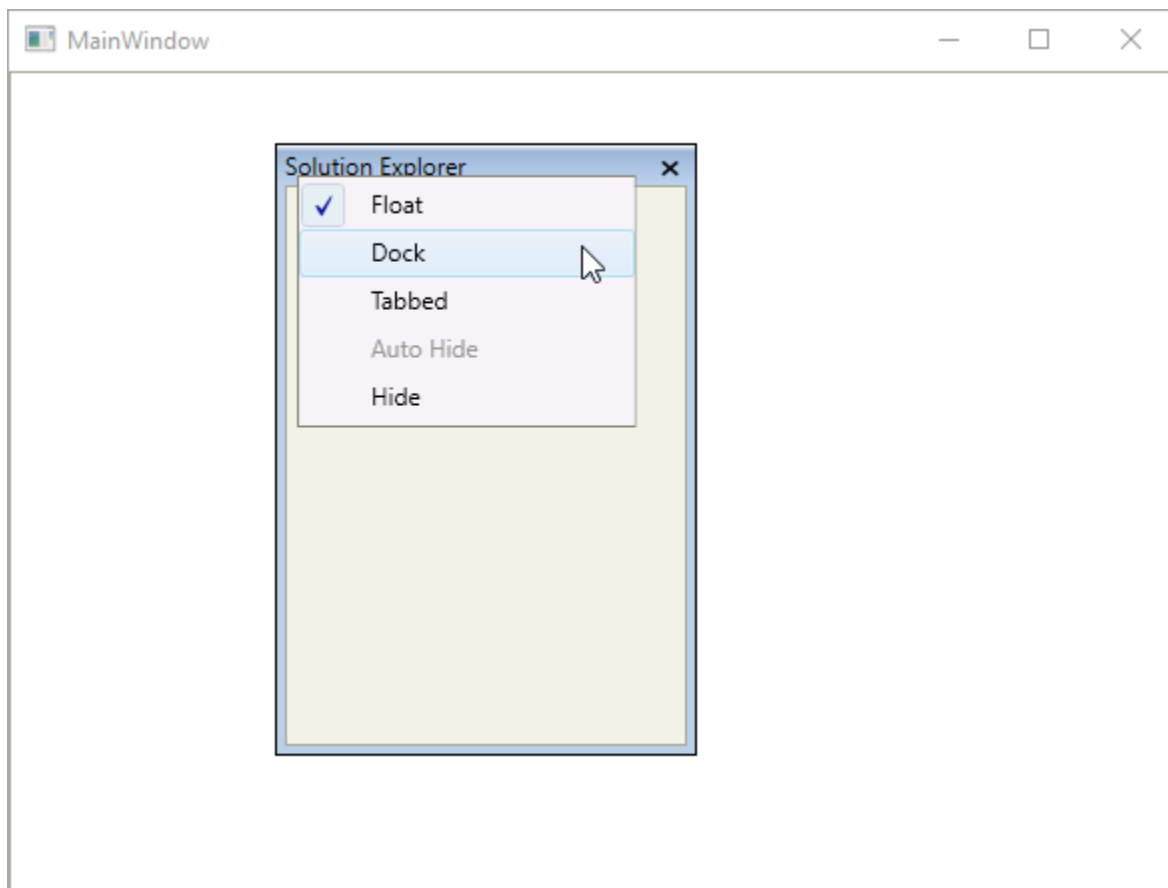 MainWindow
Solution Explorer
Float
Dock
Tabbed
Auto Hide
Hide